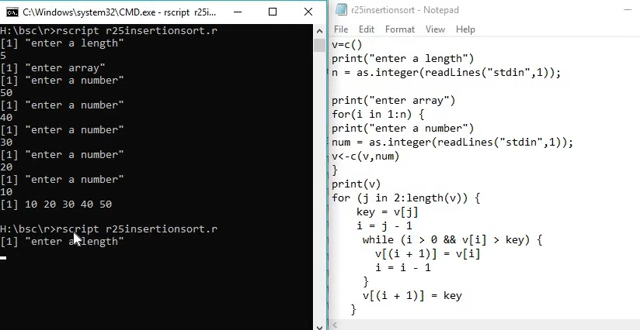 C:\Windows\system32\CMD.exe - rscript r25i...
H:\bsc\r>rscript r25insertionsort.r
[1] "enter a length"
5
[1] "enter array"
[1] "enter a number"
50
[1] "enter a number"
40
[1] "enter a number"
30
[1] "enter a number"
20
[1] "enter a number"
10
[1] 10 20 30 40 50
H:\bsc\r>rscript r25insertionsort.r
[1] "enter a length"
r25insertionsort - Notepad
File Edit Format View Help
v=c()
print("enter a length")
n = as.integer(readLines("stdin",1));
print("enter array")
for(i in 1:n) {
print("enter a number")
num = as.integer(readLines("stdin",1));
v<-c(v,num)
}
print(v)
for (j in 2:length(v)) {
key = v[j]
i = j - 1
while (i > 0 && v[i] > key) {
v[(i + 1)] = v[i]
i = i - 1
}
v[(i + 1)] = key
}